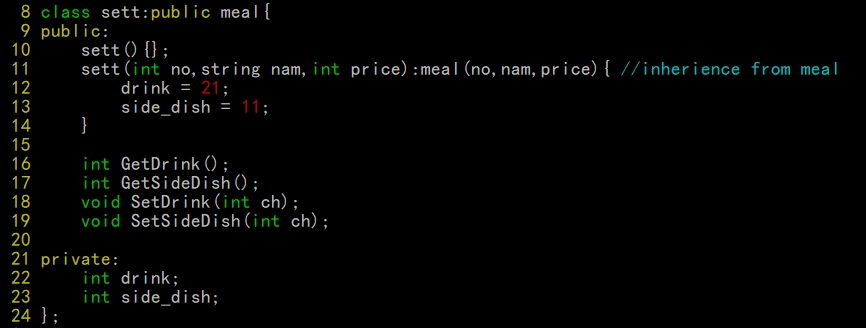 8 class sett:public meal{
9 public:
10     sett(){};
11     sett(int no,string nam,int price):meal(no,nam,price){ //inherience from meal
12         drink = 21;
13         side_dish = 11;
14     }
15
16     int GetDrink();
17     int GetSideDish();
18     void SetDrink(int ch);
19     void SetSideDish(int ch);
20
21 private:
22     int drink;
23     int side_dish;
24 };